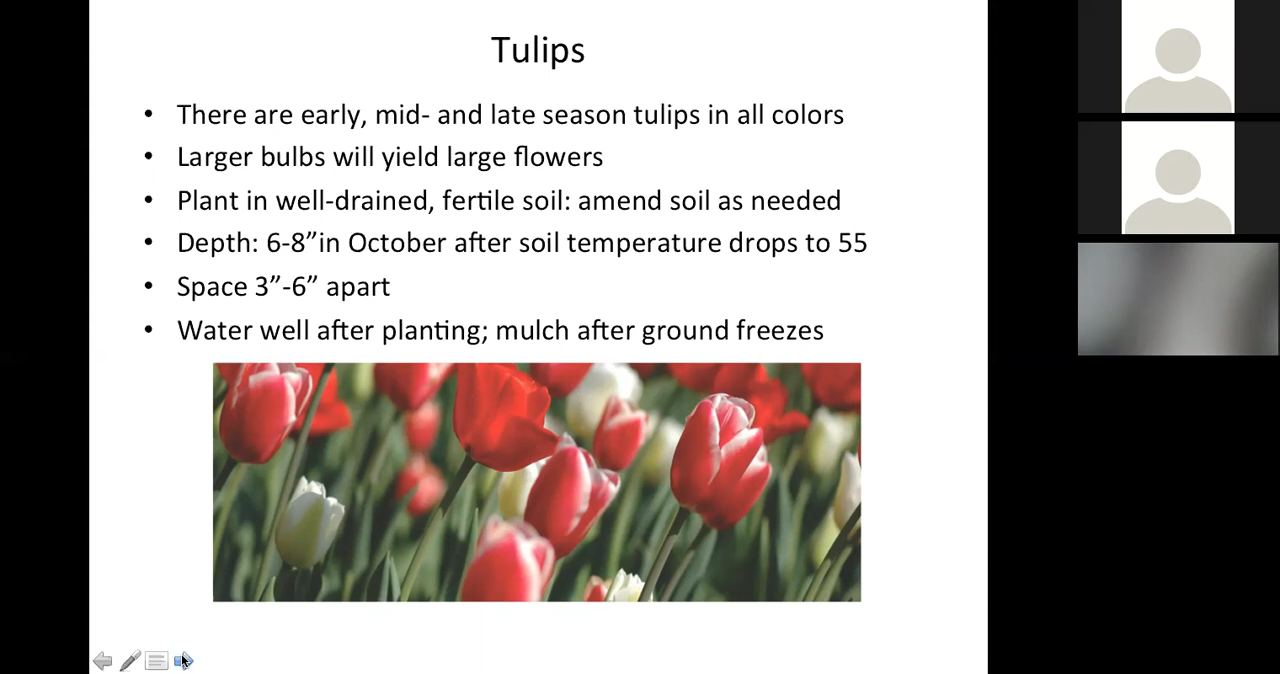 Tulips
• There are early, mid- and late season tulips in all colors
• Larger bulbs will yield large flowers
• Plant in well-drained, fertile soil: amend soil as needed
• Depth: 6-8”in October after soil temperature drops to 55
• Space 3”-6” apart
• Water well after planting; mulch after ground freezes